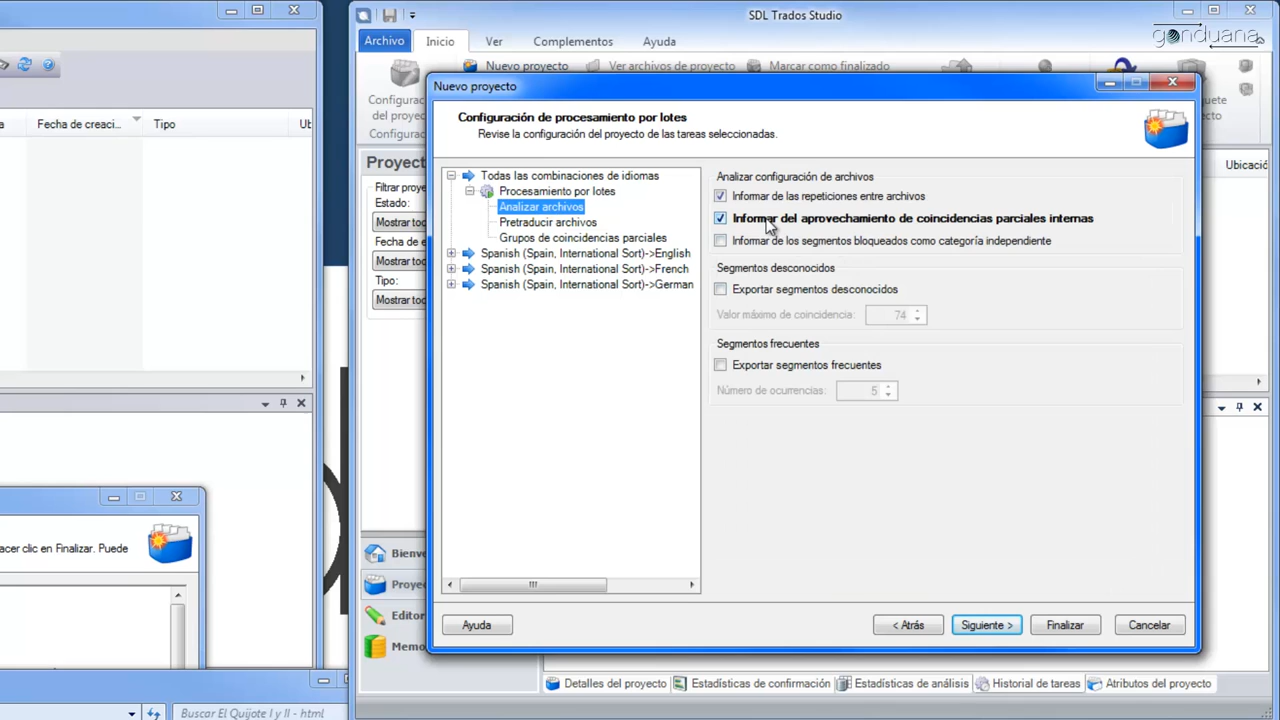 SDL Trados Studio
gonduana
Archivo
Inicio
Ver
Complementos
Ayuda
Nuevo proyecto
Ver archivos de proyecto
Marcar como finalizado
Fecha de creaci...
Tipo
Nuevo proyecto
Configuración de procesamiento por lotes
Revise la configuración del proyecto de las tareas seleccionadas.
Todas las combinaciones de idiomas
Procesamiento por lotes
Analizar archivos
Pretraducir archivos
Grupos de coincidencias parciales
Spanish (Spain, International Sort)->English
Spanish (Spain, International Sort)->French
Spanish (Spain, International Sort)->German
Analizar configuración de archivos
Informar de las repeticiones entre archivos
Informar del aprovechamiento de coincidencias parciales internas
Informar de los segmentos bloqueados como categoría independiente
Segmentos desconocidos
Exportar segmentos desconocidos
Valor máximo de coincidencia: 74
Segmentos frecuentes
Exportar segmentos frecuentes
Número de ocurrencias: 5
Ayuda
< Atrás
Siguiente >
Finalizar
Cancelar
Configurac
del proyec
Configurac
Proyect
Filtrar proye
Estado:
Mostrar tod
Fecha de e
Mostrar tod
Tipo:
Mostrar tod
Bienve
Proyec
Editor
Memo
Ubicació
acer clic en Finalizar. Puede
Detalles del proyecto
Estadísticas de confirmación
Estadísticas de análisis
Historial de tareas
Atributos del proyecto
Buscar El Quijote I y II - html